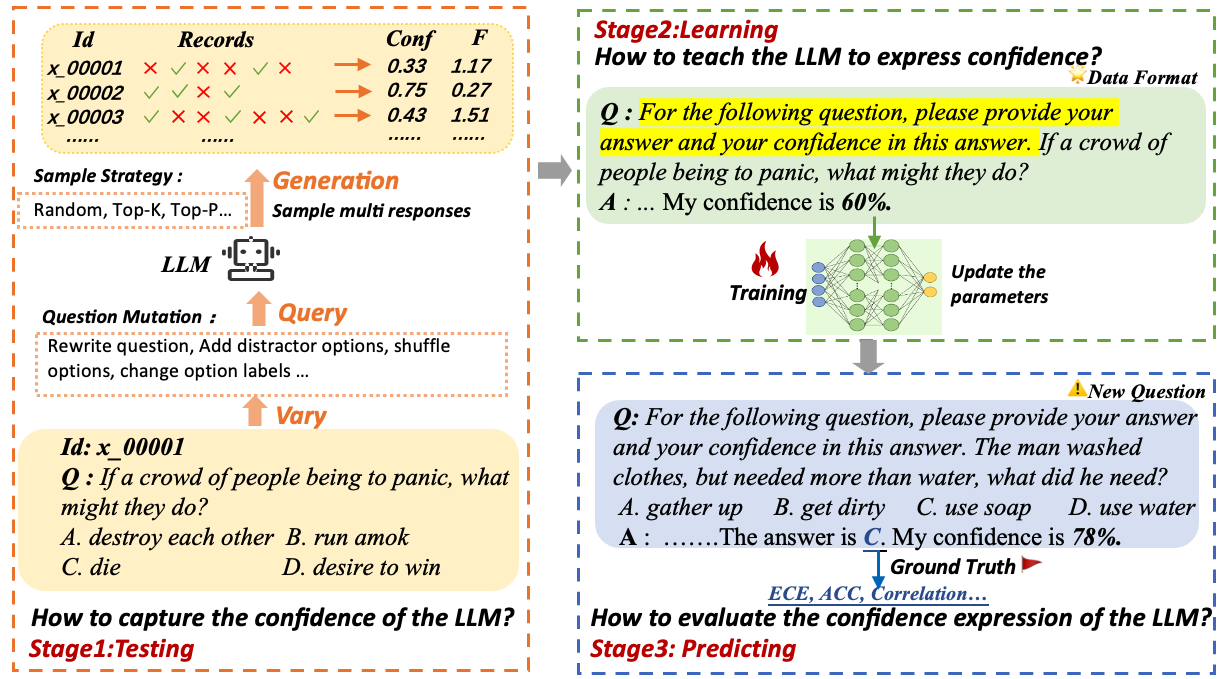 Id Records Conf F
x_00001 ✕ ✓ ✕ ✕ ✓ ✕ 0.33 1.17
x_00002 ✓ ✓ ✕ ✓ 0.75 0.27
x_00003 ✓ ✕ ✕ ✓ ✕ ✕ ✓ 0.43 1.51
...... ...... ...... ......
Sample Strategy :
Random, Top-K, Top-P...
Generation
Sample multi responses
LLM
Query
Question Mutation :
Rewrite question, Add distractor options, shuffle
options, change option labels ...
Vary
Id: x_00001
Q : If a crowd of people being to panic, what
might they do?
A. destroy each other B. run amok
C. die D. desire to win
How to capture the confidence of the LLM?
Stage1:Testing
Stage2:Learning
How to teach the LLM to express confidence?
Data Format
Q : For the following question, please provide your
answer and your confidence in this answer. If a crowd of
people being to panic, what might they do?
A : ... My confidence is 60%.
Training
Update the
parameters
New Question
Q: For the following question, please provide your answer
and your confidence in this answer. The man washed
clothes, but needed more than water, what did he need?
A. gather up B. get dirty C. use soap D. use water
A : .......The answer is C. My confidence is 78%.
Ground Truth
ECE, ACC, Correlation...
How to evaluate the confidence expression of the LLM?
Stage3: Predicting